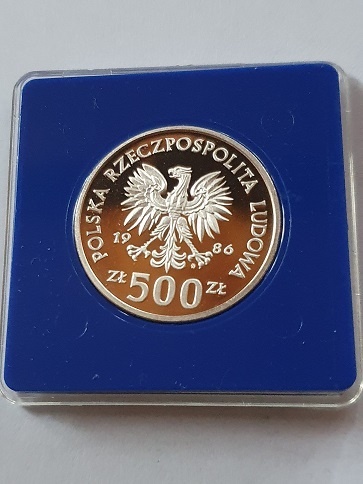 POLSKA RZECZPOSPOLITA LUDOWA
19 86
ZŁ 500 ZŁ